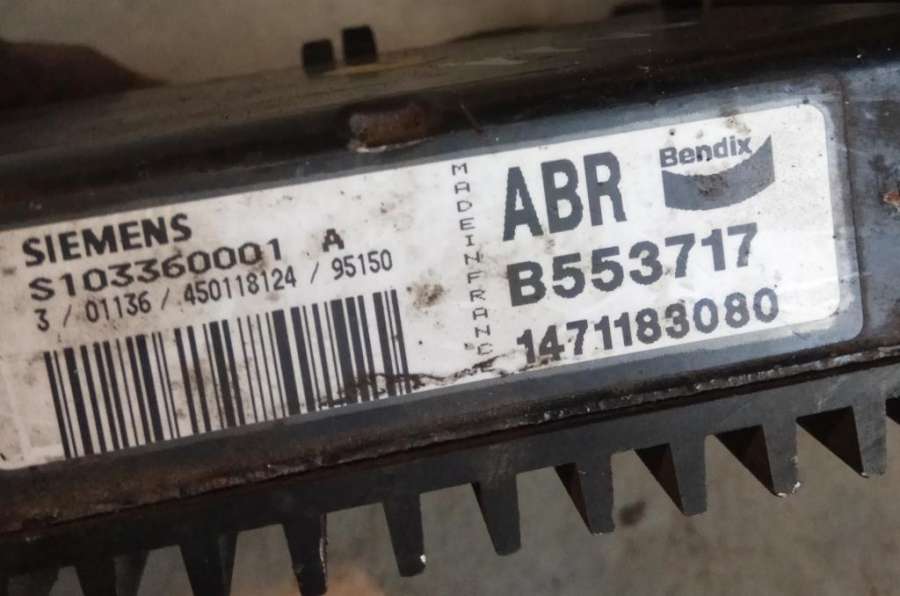 SIEMENS
S103360001 A
3 / 01136 / 450118124 / 95150
MADE IN FRANCE
ABR
Bendix
B553717
1471183080